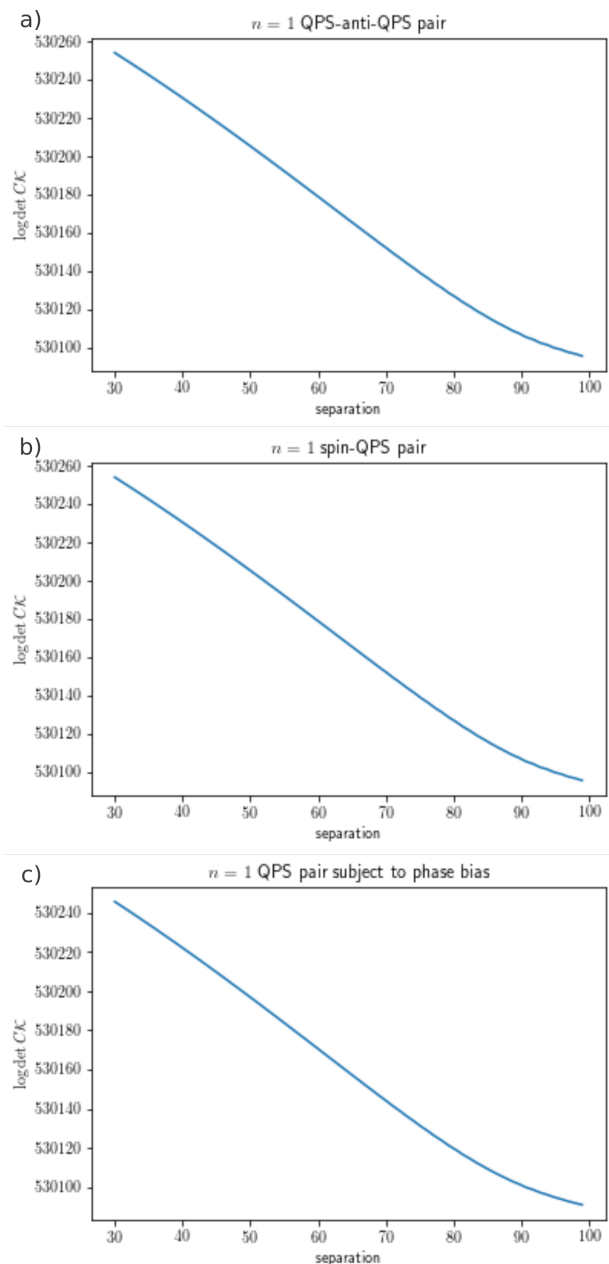 a)
n = 1 QPS-anti-QPS pair
530260
530240
530220
530200
530180
530160
530140
530120
530100
log det CK
30 40 50 60 70 80 90 100
separation
b)
n = 1 spin-QPS pair
530260
530240
530220
530200
530180
530160
530140
530120
530100
log det CK
30 40 50 60 70 80 90 100
separation
c)
n = 1 QPS pair subject to phase bias
530240
530220
530200
530180
530160
530140
530120
530100
log det CK
30 40 50 60 70 80 90 100
separation